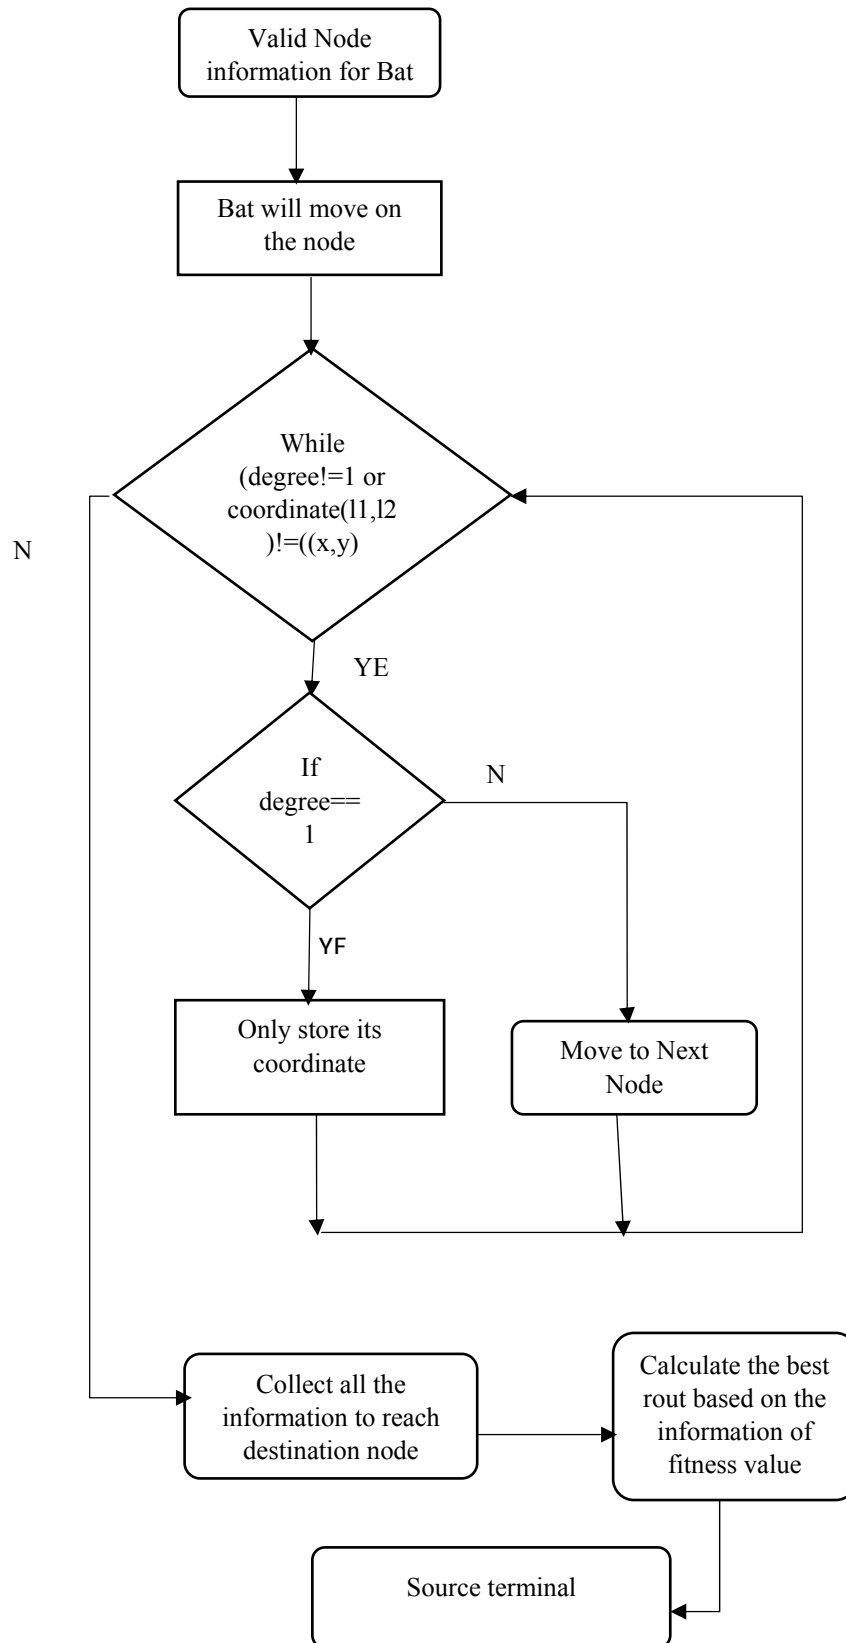 Valid Node
information for Bat
Bat will move on
the node
While
(degree!=1 or
coordinate(l1,l2
)!=((x,y)
N
YE
If
degree==
1
N
YF
Only store its
coordinate
Move to Next
Node
Collect all the
information to reach
destination node
Calculate the best
rout based on the
information of
fitness value
Source terminal